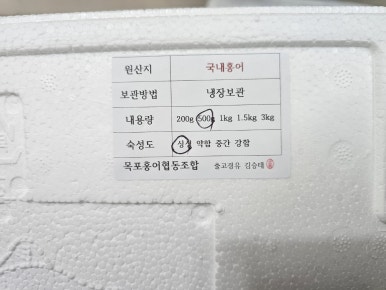 원산지 국내홍어
보관방법 냉장보관
내용량 200g 500g 1kg 1.5kg 3kg
숙성도 싱싱 약함 중간 강함
목포홍어협동조합 출고경유 김승태